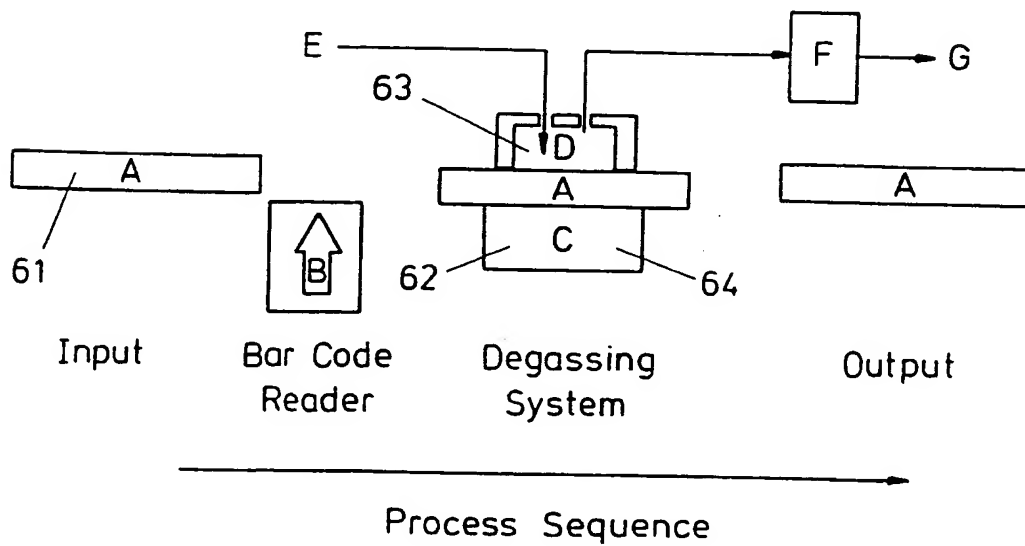 E
F
G
63
D
A
A
A
B
C
61
62
64
Input
Bar Code
Reader
Degassing
System
Output
Process Sequence